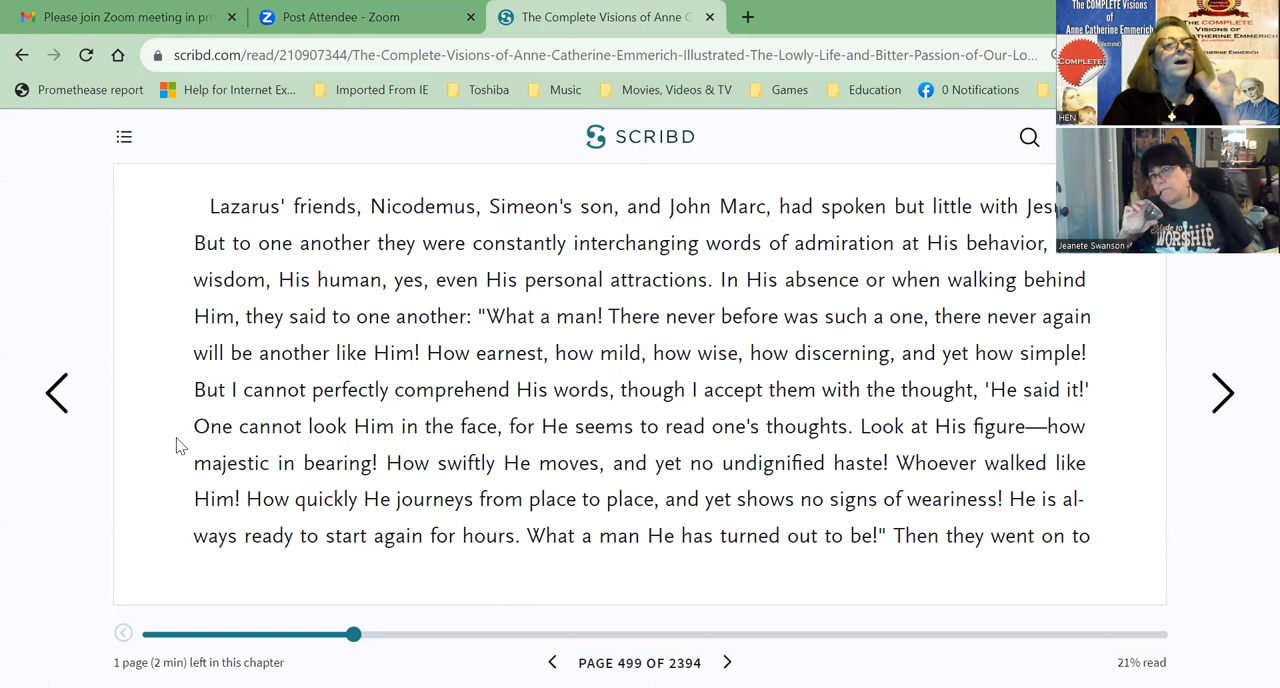 Please join Zoom meeting in pro
Post Attendee - Zoom
The Complete Visions of Anne C
scribd.com/read/210907344/The-Complete-Visions-of-Anne-Catherine-Emmerich-Illustrated-The-Lowly-Life-and-Bitter-Passion-of-Our-Lo...
Promethease report
Help for Internet Ex...
Imported From IE
Toshiba
Music
Movies, Videos & TV
Games
Education
0 Notifications
The COMPLETE Visions
of
Anne Catherine Emmerich
COMPLETE!
The COMPLETE
HEN
Made to
WORSHIP
Jeanete Swanson
SCRIBD
Lazarus' friends, Nicodemus, Simeon's son, and John Marc, had spoken but little with
But to one another they were constantly interchanging words of admiration at His behavior,
wisdom, His human, yes, even His personal attractions. In His absence or when walking behind
Him, they said to one another: "What a man! There never before was such a one, there never again
will be another like Him! How earnest, how mild, how wise, how discerning, and yet how simple!
But I cannot perfectly comprehend His words, though I accept them with the thought, 'He said it!'
One cannot look Him in the face, for He seems to read one's thoughts. Look at His figure—how
majestic in bearing! How swiftly He moves, and yet no undignified haste! Whoever walked like
Him! How quickly He journeys from place to place, and yet shows no signs of weariness! He is al-
ways ready to start again for hours. What a man He has turned out to be!" Then they went on to
1 page (2 min) left in this chapter
PAGE 499 OF 2394
21% read